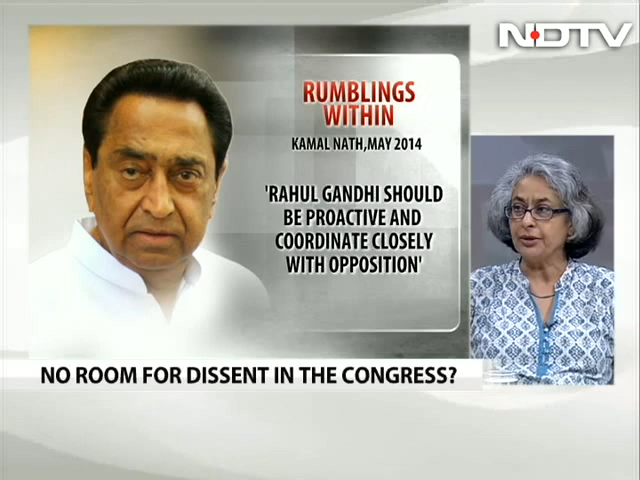 NDTV
RUMBLINGS
WITHIN
KAMAL NATH,MAY 2014
'RAHUL GANDHI SHOULD
BE PROACTIVE AND
COORDINATE CLOSELY
WITH OPPOSITION'
NO ROOM FOR DISSENT IN THE CONGRESS?